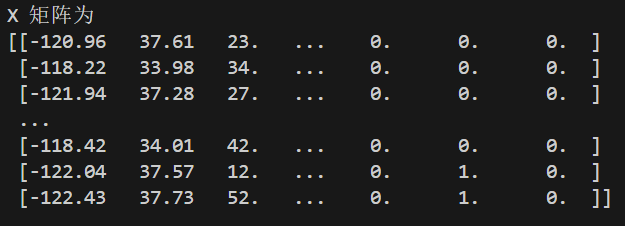 X 矩阵为
[[-120.96   37.61   23.   ...    0.      0.      0.  ]
 [-118.22   33.98   34.   ...    0.      0.      0.  ]
 [-121.94   37.28   27.   ...    0.      0.      0.  ]
 ...
 [-118.42   34.01   42.   ...    0.      0.      0.  ]
 [-122.04   37.57   12.   ...    0.      1.      0.  ]
 [-122.43   37.73   52.   ...    0.      1.      0.  ]]